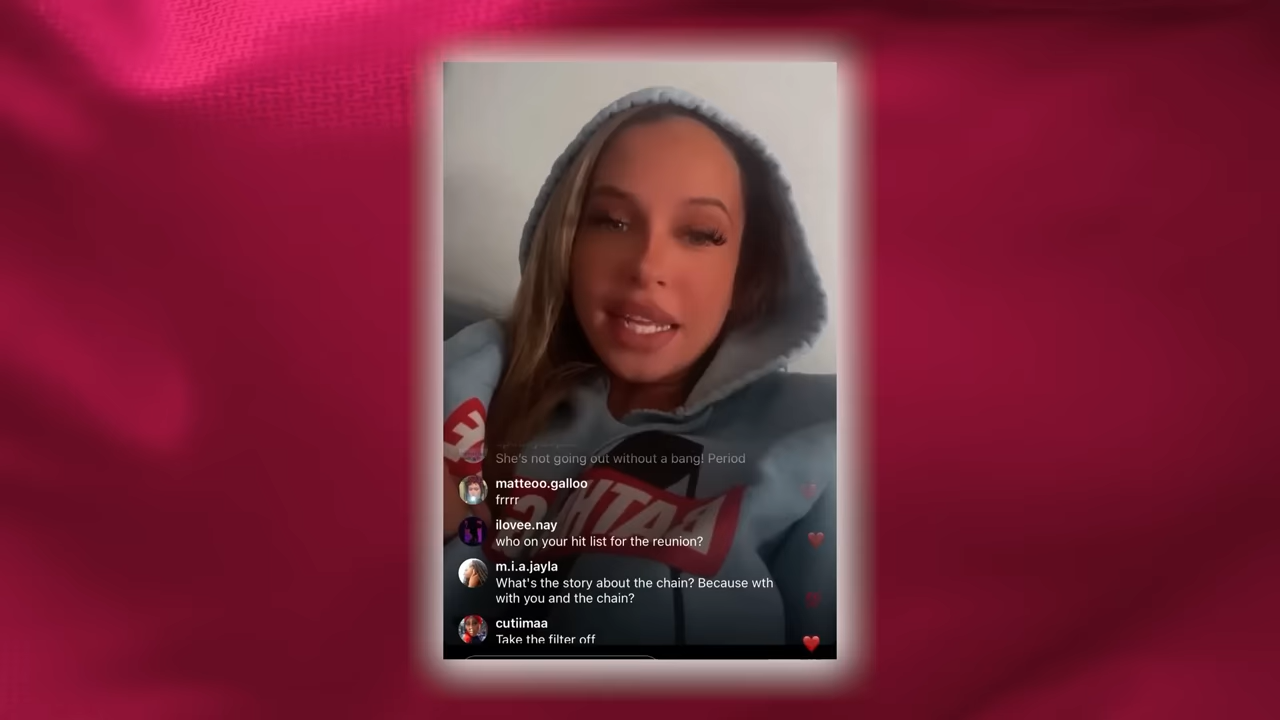 She's not going out without a bang! Period
matteoo.galloo
frrrr
ilovee.nay
who on your hit list for the reunion?
m.i.a.jayla
What's the story about the chain? Because wth
with you and the chain?
cutiimaa
Take the filter off